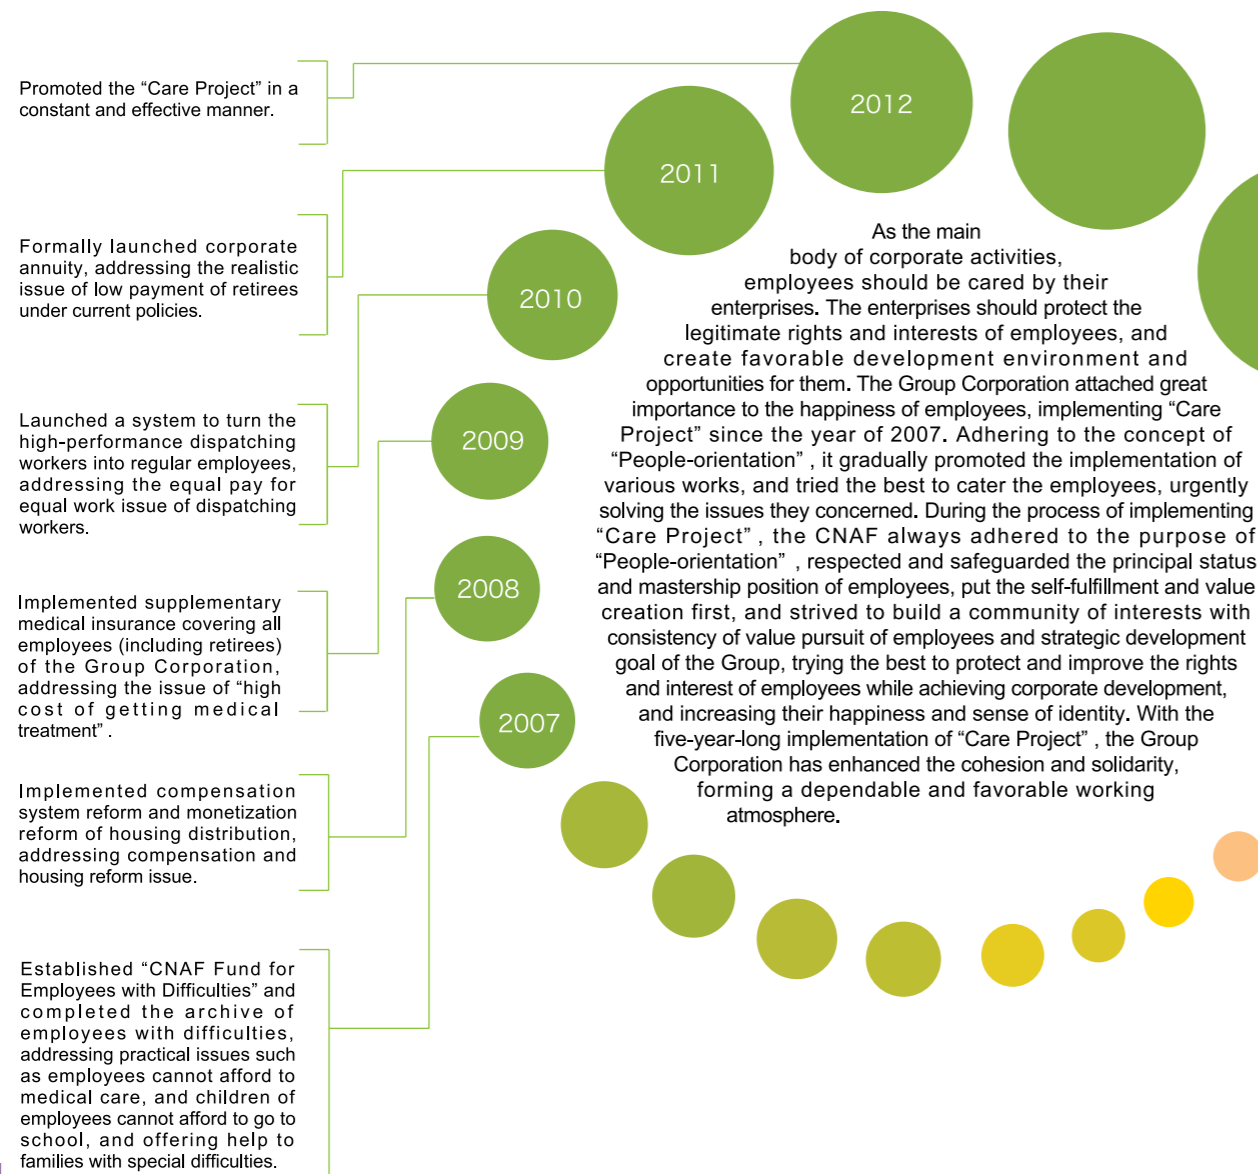 Promoted the “Care Project” in a
constant and effective manner.
2012
2011
Formally launched corporate
annuity, addressing the realistic
issue of low payment of retirees
under current policies.
2010
Launched a system to turn the
high-performance dispatching
workers into regular employees,
addressing the equal pay for
equal work issue of dispatching
workers.
2009
Implemented supplementary
medical insurance covering all
employees (including retirees)
of the Group Corporation,
addressing the issue of “high
cost of getting medical
treatment” .
2008
Implemented compensation
system reform and monetization
reform of housing distribution,
addressing compensation and
housing reform issue.
2007
Established “CNAF Fund for
Employees with Difficulties” and
completed the archive of
employees with difficulties,
addressing practical issues such
as employees cannot afford to
medical care, and children of
employees cannot afford to go to
school, and offering help to
families with special difficulties.
As the main
body of corporate activities,
employees should be cared by their
enterprises. The enterprises should protect the
legitimate rights and interests of employees, and
create favorable development environment and
opportunities for them. The Group Corporation attached great
importance to the happiness of employees, implementing “Care
Project” since the year of 2007. Adhering to the concept of
“People-orientation” , it gradually promoted the implementation of
various works, and tried the best to cater the employees, urgently
solving the issues they concerned. During the process of implementing
“Care Project” , the CNAF always adhered to the purpose of
“People-orientation” , respected and safeguarded the principal status
and mastership position of employees, put the self-fulfillment and value
creation first, and strived to build a community of interests with
consistency of value pursuit of employees and strategic development
goal of the Group, trying the best to protect and improve the rights
and interest of employees while achieving corporate development,
and increasing their happiness and sense of identity. With the
five-year-long implementation of “Care Project” , the Group
Corporation has enhanced the cohesion and solidarity,
forming a dependable and favorable working
atmosphere.